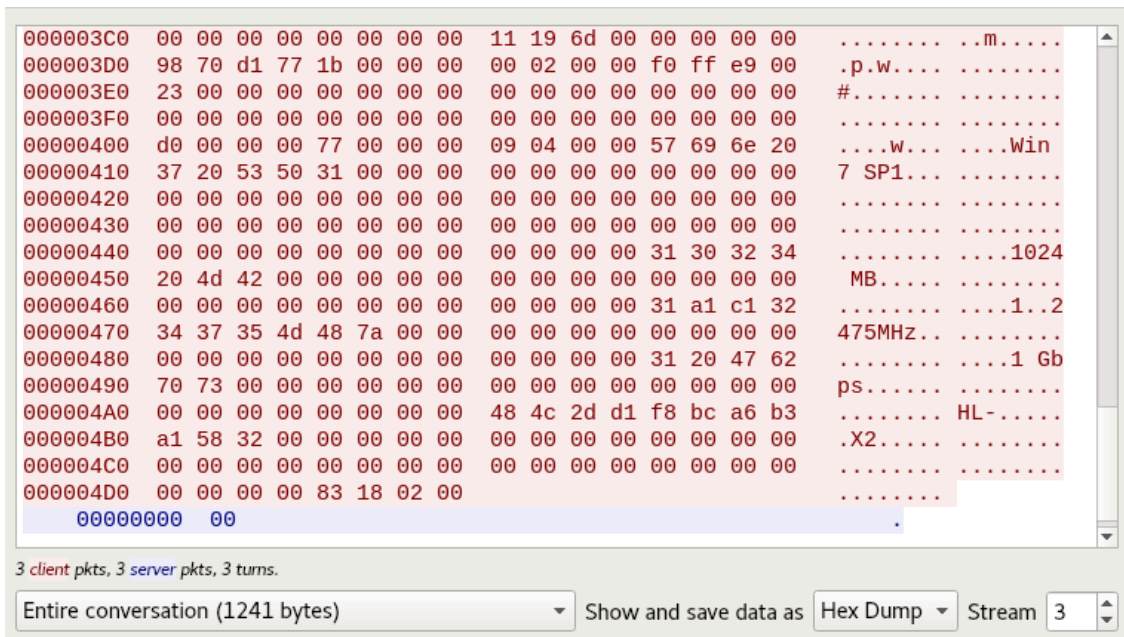 000003C0  00 00 00 00 00 00 00 00  11 19 6d 00 00 00 00 00  ........ ..m.....
000003D0  98 70 d1 77 1b 00 00 00  00 02 00 00 f0 ff e9 00  .p.w.... ........
000003E0  23 00 00 00 00 00 00 00  00 00 00 00 00 00 00 00  #....... ........
000003F0  00 00 00 00 00 00 00 00  00 00 00 00 00 00 00 00  ........ ........
00000400  d0 00 00 00 77 00 00 00  09 04 00 00 57 69 6e 20  ....w... ....Win
00000410  37 20 53 50 31 00 00 00  00 00 00 00 00 00 00 00  7 SP1... ........
00000420  00 00 00 00 00 00 00 00  00 00 00 00 00 00 00 00  ........ ........
00000430  00 00 00 00 00 00 00 00  00 00 00 00 00 00 00 00  ........ ........
00000440  00 00 00 00 00 00 00 00  00 00 00 00 31 30 32 34  ........ ....1024
00000450  20 4d 42 00 00 00 00 00  00 00 00 00 00 00 00 00   MB..... ........
00000460  00 00 00 00 00 00 00 00  00 00 00 00 31 a1 c1 32  ........ ....1..2
00000470  34 37 35 4d 48 7a 00 00  00 00 00 00 00 00 00 00  475MHz.. ........
00000480  00 00 00 00 00 00 00 00  00 00 00 00 31 20 47 62  ........ ....1 Gb
00000490  70 73 00 00 00 00 00 00  00 00 00 00 00 00 00 00  ps...... ........
000004A0  00 00 00 00 00 00 00 00  48 4c 2d d1 f8 bc a6 b3  ........ HL-.....
000004B0  a1 58 32 00 00 00 00 00  00 00 00 00 00 00 00 00  .X2..... ........
000004C0  00 00 00 00 00 00 00 00  00 00 00 00 00 00 00 00  ........ ........
000004D0  00 00 00 00 83 18 02 00  ........
00000000  00  .
3 client pkts, 3 server pkts, 3 turns.
Entire conversation (1241 bytes) Show and save data as Hex Dump Stream 3